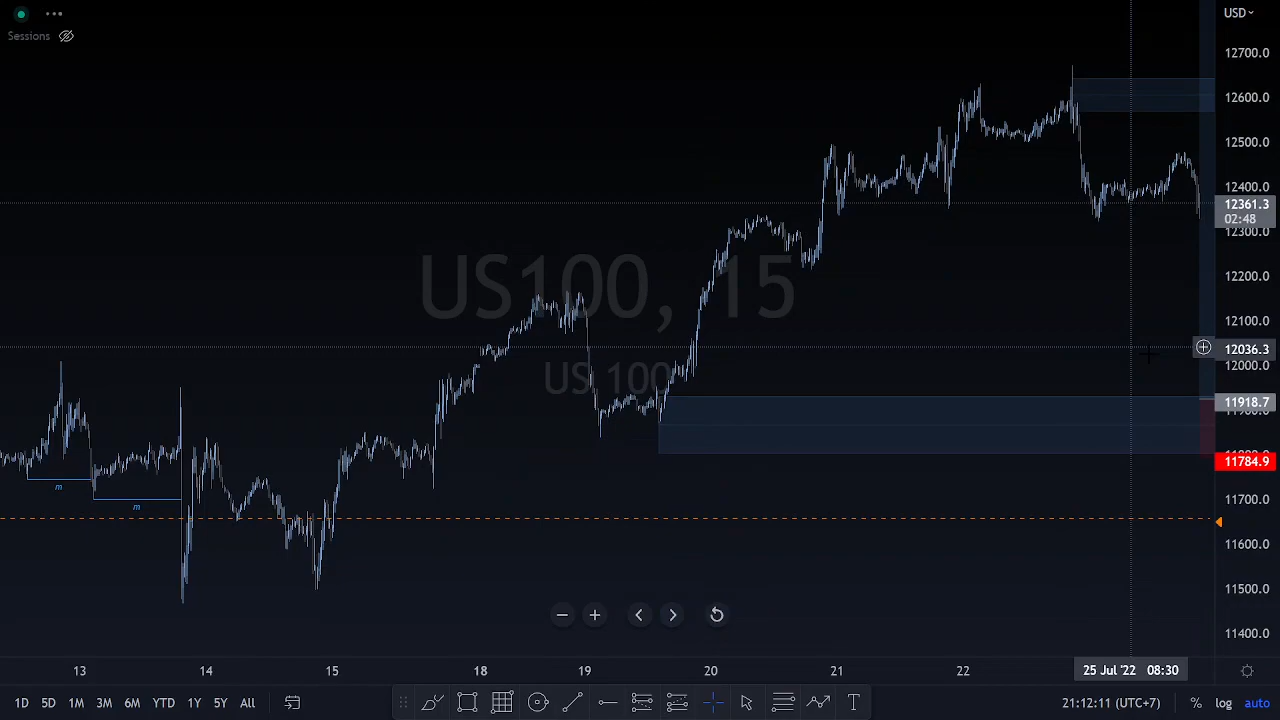 USD
Sessions
12700.0
12600.0
12500.0
12400.0
12361.3
02:48
12300.0
12200.0
12100.0
12036.3
12000.0
11918.7
11784.9
11700.0
11600.0
11500.0
11400.0
US100, 15
US 100
m
m
13
14
15
18
19
20
21
22
25 Jul '22 08:30
1D
5D
1M
3M
6M
YTD
1Y
5Y
All
T
21:12:11 (UTC+7)
%
log
auto